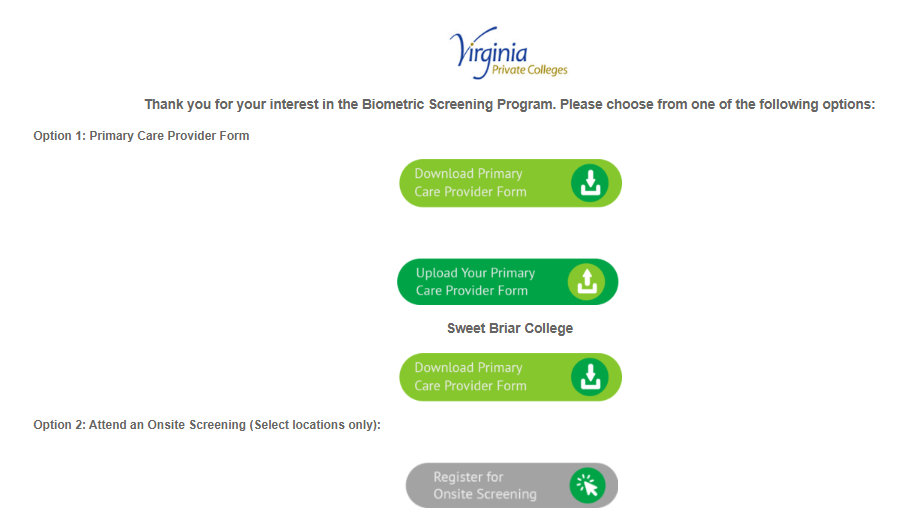 Virginia
Private Colleges
Thank you for your interest in the Biometric Screening Program. Please choose from one of the following options:
Option 1: Primary Care Provider Form
Download Primary
Care Provider Form
Upload Your Primary
Care Provider Form
Sweet Briar College
Download Primary
Care Provider Form
Option 2: Attend an Onsite Screening (Select locations only):
Register for
Onsite Screening